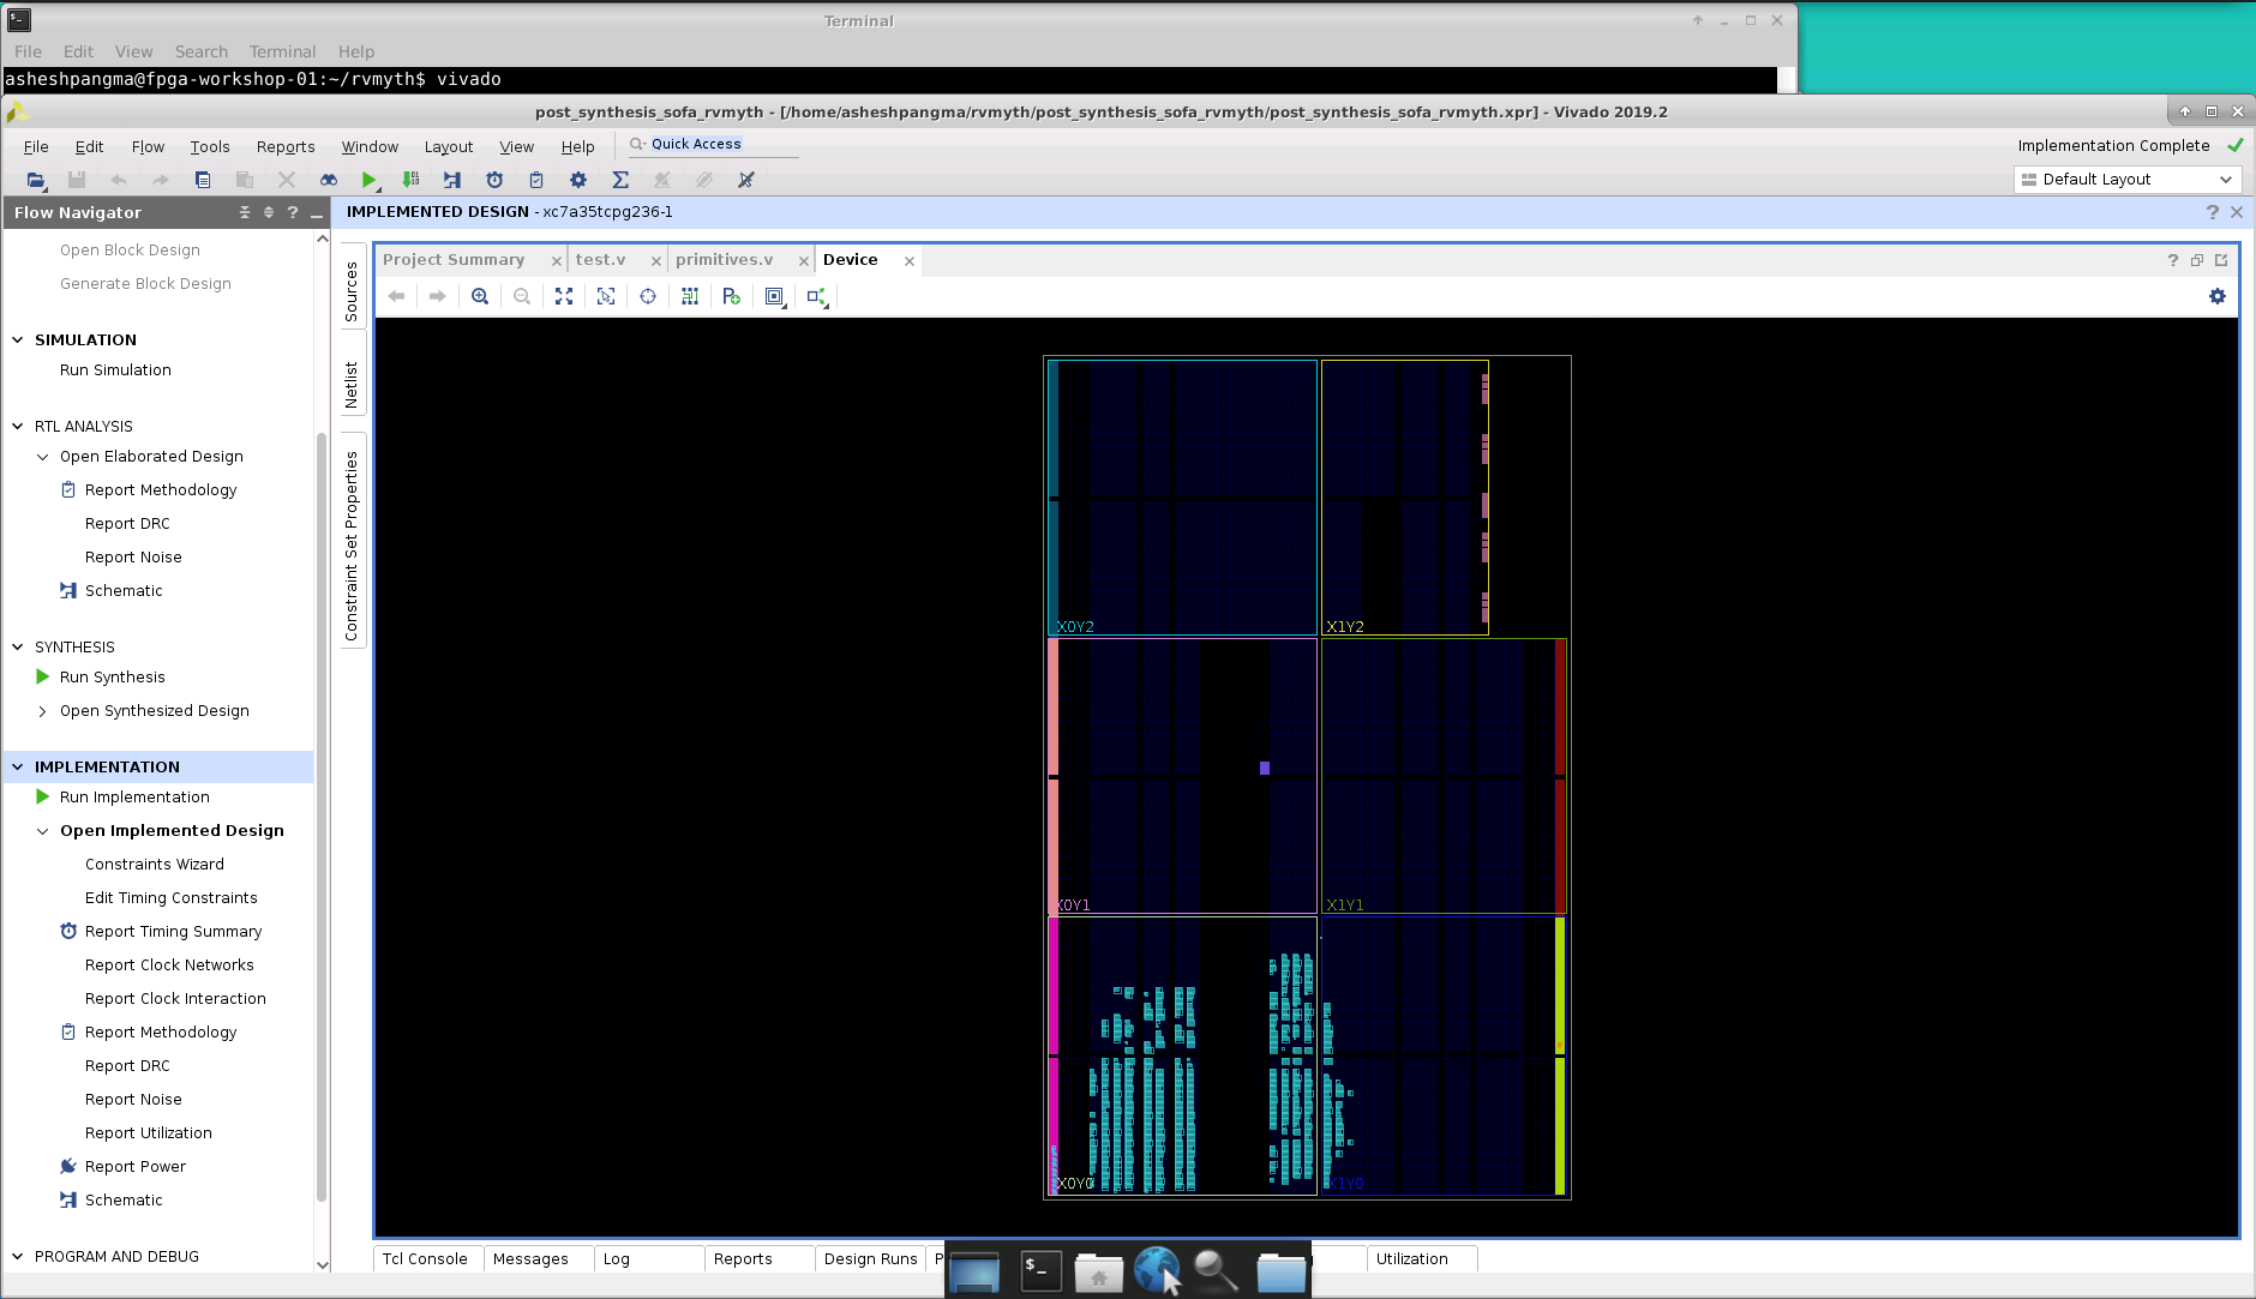 Terminal
File Edit View Search Terminal Help
asheshpangma@fpga-workshop-01:~/rvmyth$ vivado
post_synthesis_sofa_rvmyth - [/home/asheshpangma/rvmyth/post_synthesis_sofa_rvmyth/post_synthesis_sofa_rvmyth.xpr] - Vivado 2019.2
File Edit Flow Tools Reports Window Layout View Help Quick Access
Implementation Complete
Default Layout
Flow Navigator
IMPLEMENTED DESIGN - xc7a35tcpg236-1
Open Block Design
Generate Block Design
SIMULATION
Run Simulation
RTL ANALYSIS
Open Elaborated Design
Report Methodology
Report DRC
Report Noise
Schematic
SYNTHESIS
Run Synthesis
Open Synthesized Design
IMPLEMENTATION
Run Implementation
Open Implemented Design
Constraints Wizard
Edit Timing Constraints
Report Timing Summary
Report Clock Networks
Report Clock Interaction
Report Methodology
Report DRC
Report Noise
Report Utilization
Report Power
Schematic
PROGRAM AND DEBUG
Sources
Netlist
Constraint Set Properties
Project Summary test.v primitives.v Device
X0Y2 X1Y2
X0Y1 X1Y1
X0Y0 X1Y0
Tcl Console Messages Log Reports Design Runs P Utilization